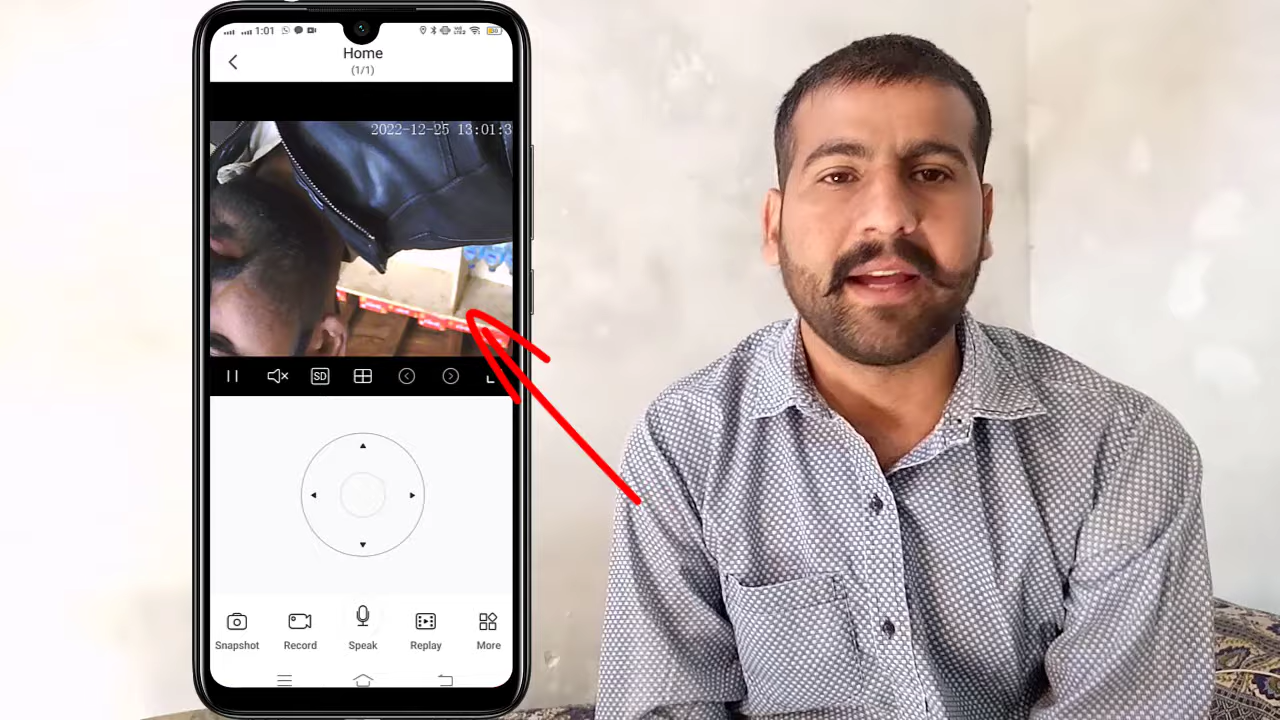 1:01
Home
(1/1)
2022-12-25 13:01:3
SD
Snapshot
Record
Speak
Replay
More